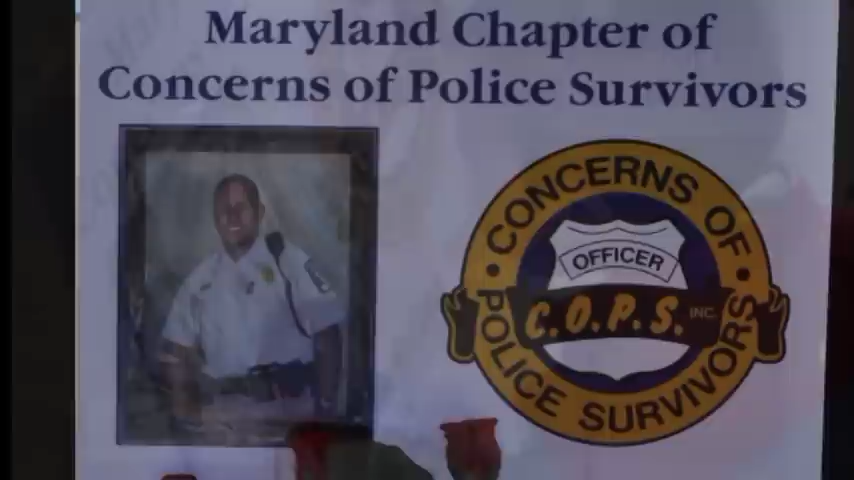 Maryland Chapter of
Concerns of Police Survivors
CONCERNS OF
OFFICER
C.O.P.S. INC.
POLICE SURVIVORS